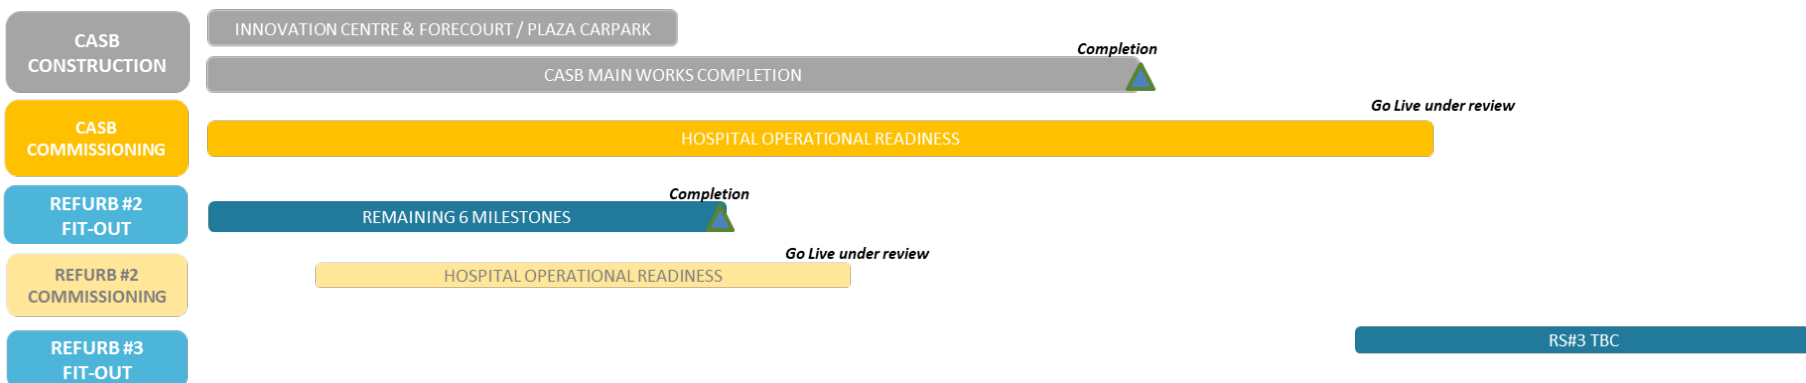 CASB
CONSTRUCTION
INNOVATION CENTRE & FORECOURT / PLAZA CARPARK
Completion
CASB MAIN WORKS COMPLETION
Go Live under review
CASB
COMMISSIONING
HOSPITAL OPERATIONAL READINESS
REFURB #2
FIT-OUT
Completion
REMAINING 6 MILESTONES
Go Live under review
REFURB #2
COMMISSIONING
HOSPITAL OPERATIONAL READINESS
REFURB #3
FIT-OUT
RS#3 TBC